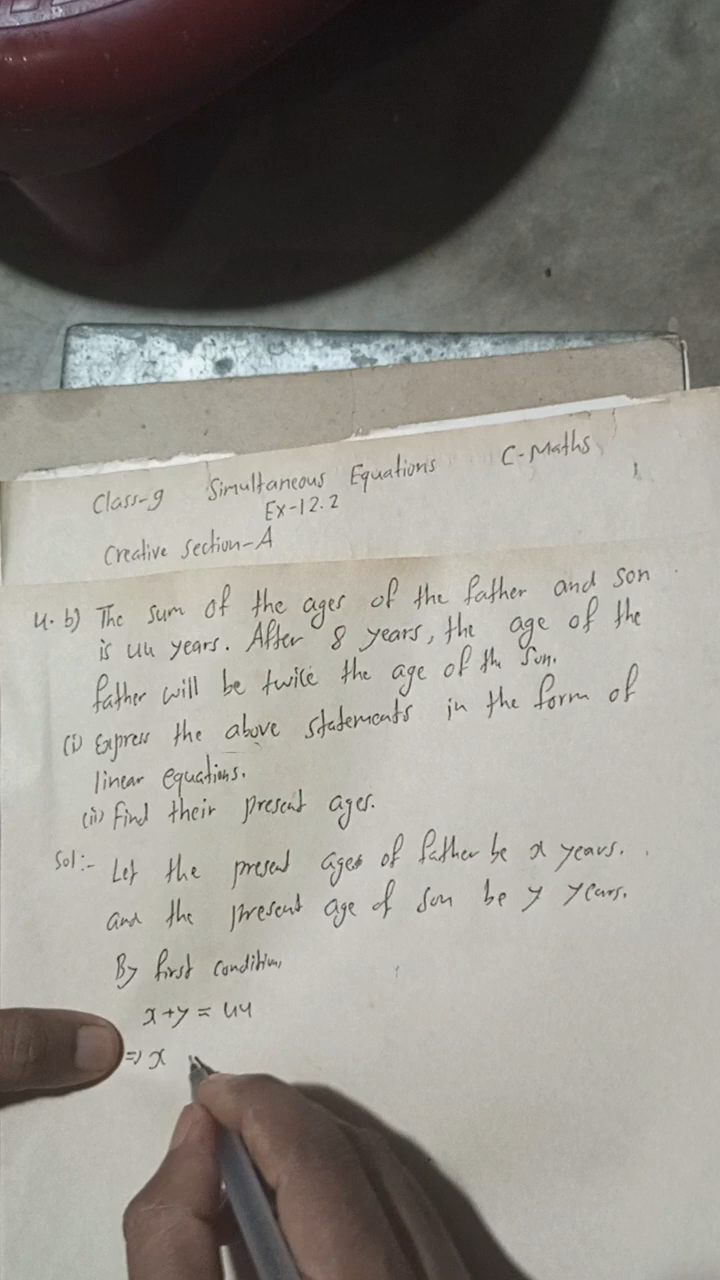 Class-9 Simultaneous Equations C-Maths
Ex-12.2
Creative Section-A
4. b) The sum of the ages of the father and son
is 44 years. After 8 years, the age of the
father will be twice the age of the son.
(i) Express the above statements in the form of
linear equations.
(ii) Find their present ages.
Sol:- Let the present ages of father be x years.
and the present age of son be y years.
By first condition,
x+y = 44
=> x